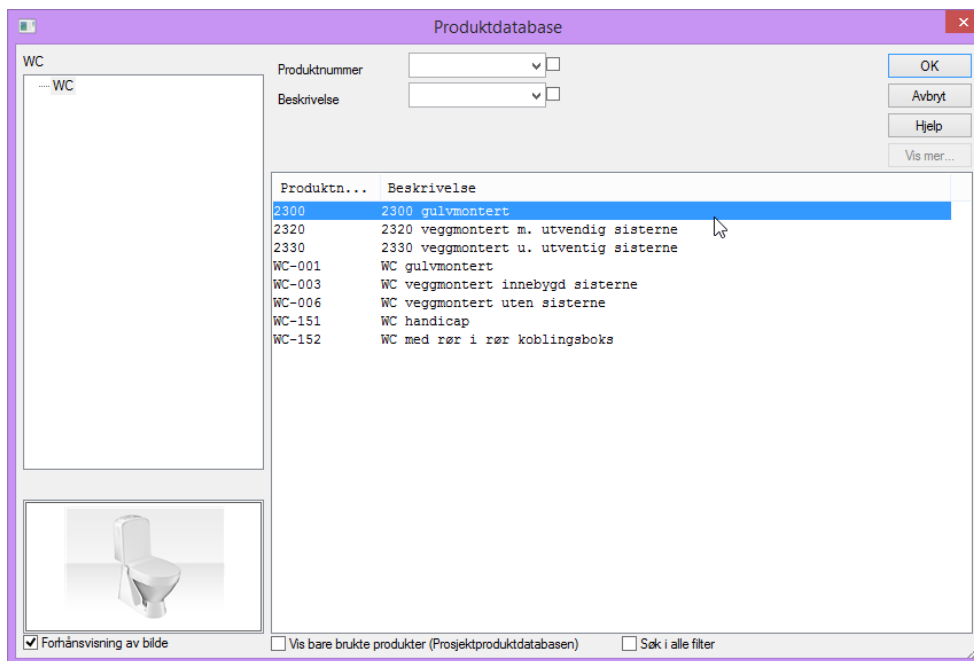 Produktdatabase
WC
WC
Produktnummer
Beskrivelse
OK
Avbryt
Hjelp
Vis mer...
Produktn... Beskrivelse
2300 2300 gulvmontert
2320 2320 veggmontert m. utvendig sisterne
2330 2330 veggmontert u. utventig sisterne
WC-001 WC gulvmontert
WC-003 WC veggmontert innebygd sisterne
WC-006 WC veggmontert uten sisterne
WC-151 WC handicap
WC-152 WC med rør i rør koblingsboks
Forhånsvisning av bilde
Vis bare brukte produkter (Prosjektproduktdatabasen)
Søk i alle filter